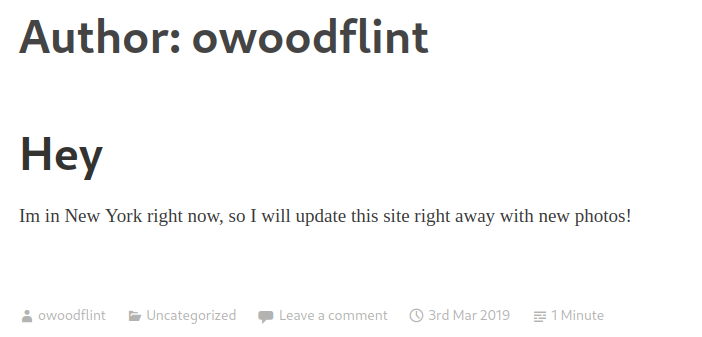 Author: owoodflint
Hey
Im in New York right now, so I will update this site right away with new photos!
owoodflint Uncategorized Leave a comment 3rd Mar 2019 1 Minute